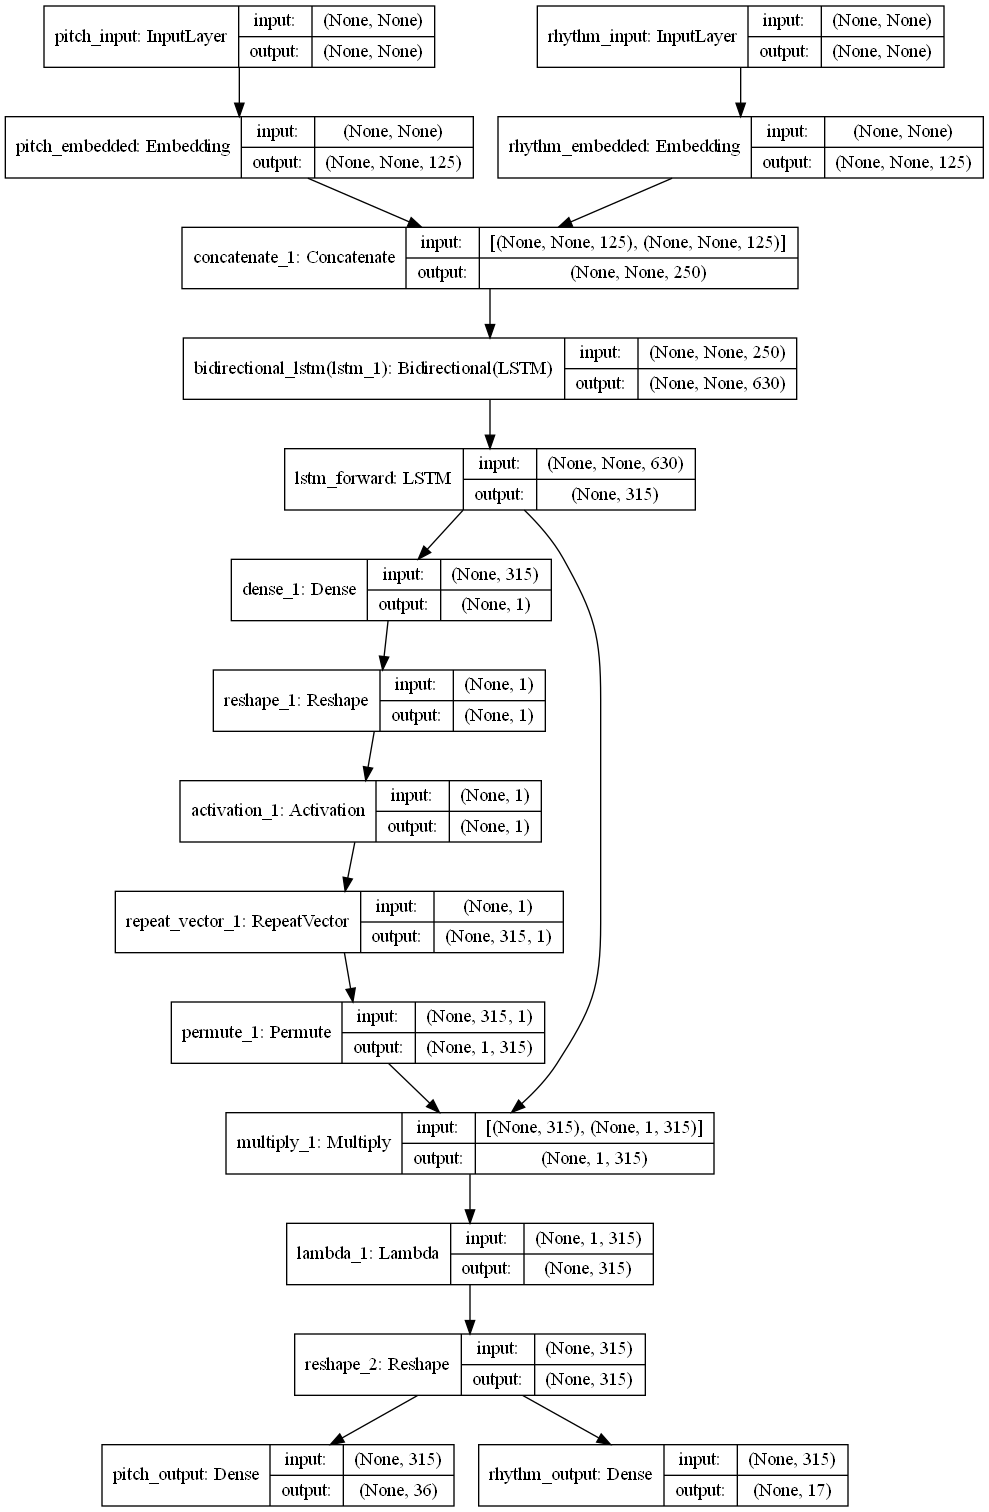 pitch_input: InputLayer
input: (None, None)
output: (None, None)
rhythm_input: InputLayer
input: (None, None)
output: (None, None)
pitch_embedded: Embedding
input: (None, None)
output: (None, None, 125)
rhythm_embedded: Embedding
input: (None, None)
output: (None, None, 125)
concatenate_1: Concatenate
input: [(None, None, 125), (None, None, 125)]
output: (None, None, 250)
bidirectional_lstm(lstm_1): Bidirectional(LSTM)
input: (None, None, 250)
output: (None, None, 630)
lstm_forward: LSTM
input: (None, None, 630)
output: (None, 315)
dense_1: Dense
input: (None, 315)
output: (None, 1)
reshape_1: Reshape
input: (None, 1)
output: (None, 1)
activation_1: Activation
input: (None, 1)
output: (None, 1)
repeat_vector_1: RepeatVector
input: (None, 1)
output: (None, 315, 1)
permute_1: Permute
input: (None, 315, 1)
output: (None, 1, 315)
multiply_1: Multiply
input: [(None, 315), (None, 1, 315)]
output: (None, 1, 315)
lambda_1: Lambda
input: (None, 1, 315)
output: (None, 315)
reshape_2: Reshape
input: (None, 315)
output: (None, 315)
pitch_output: Dense
input: (None, 315)
output: (None, 36)
rhythm_output: Dense
input: (None, 315)
output: (None, 17)